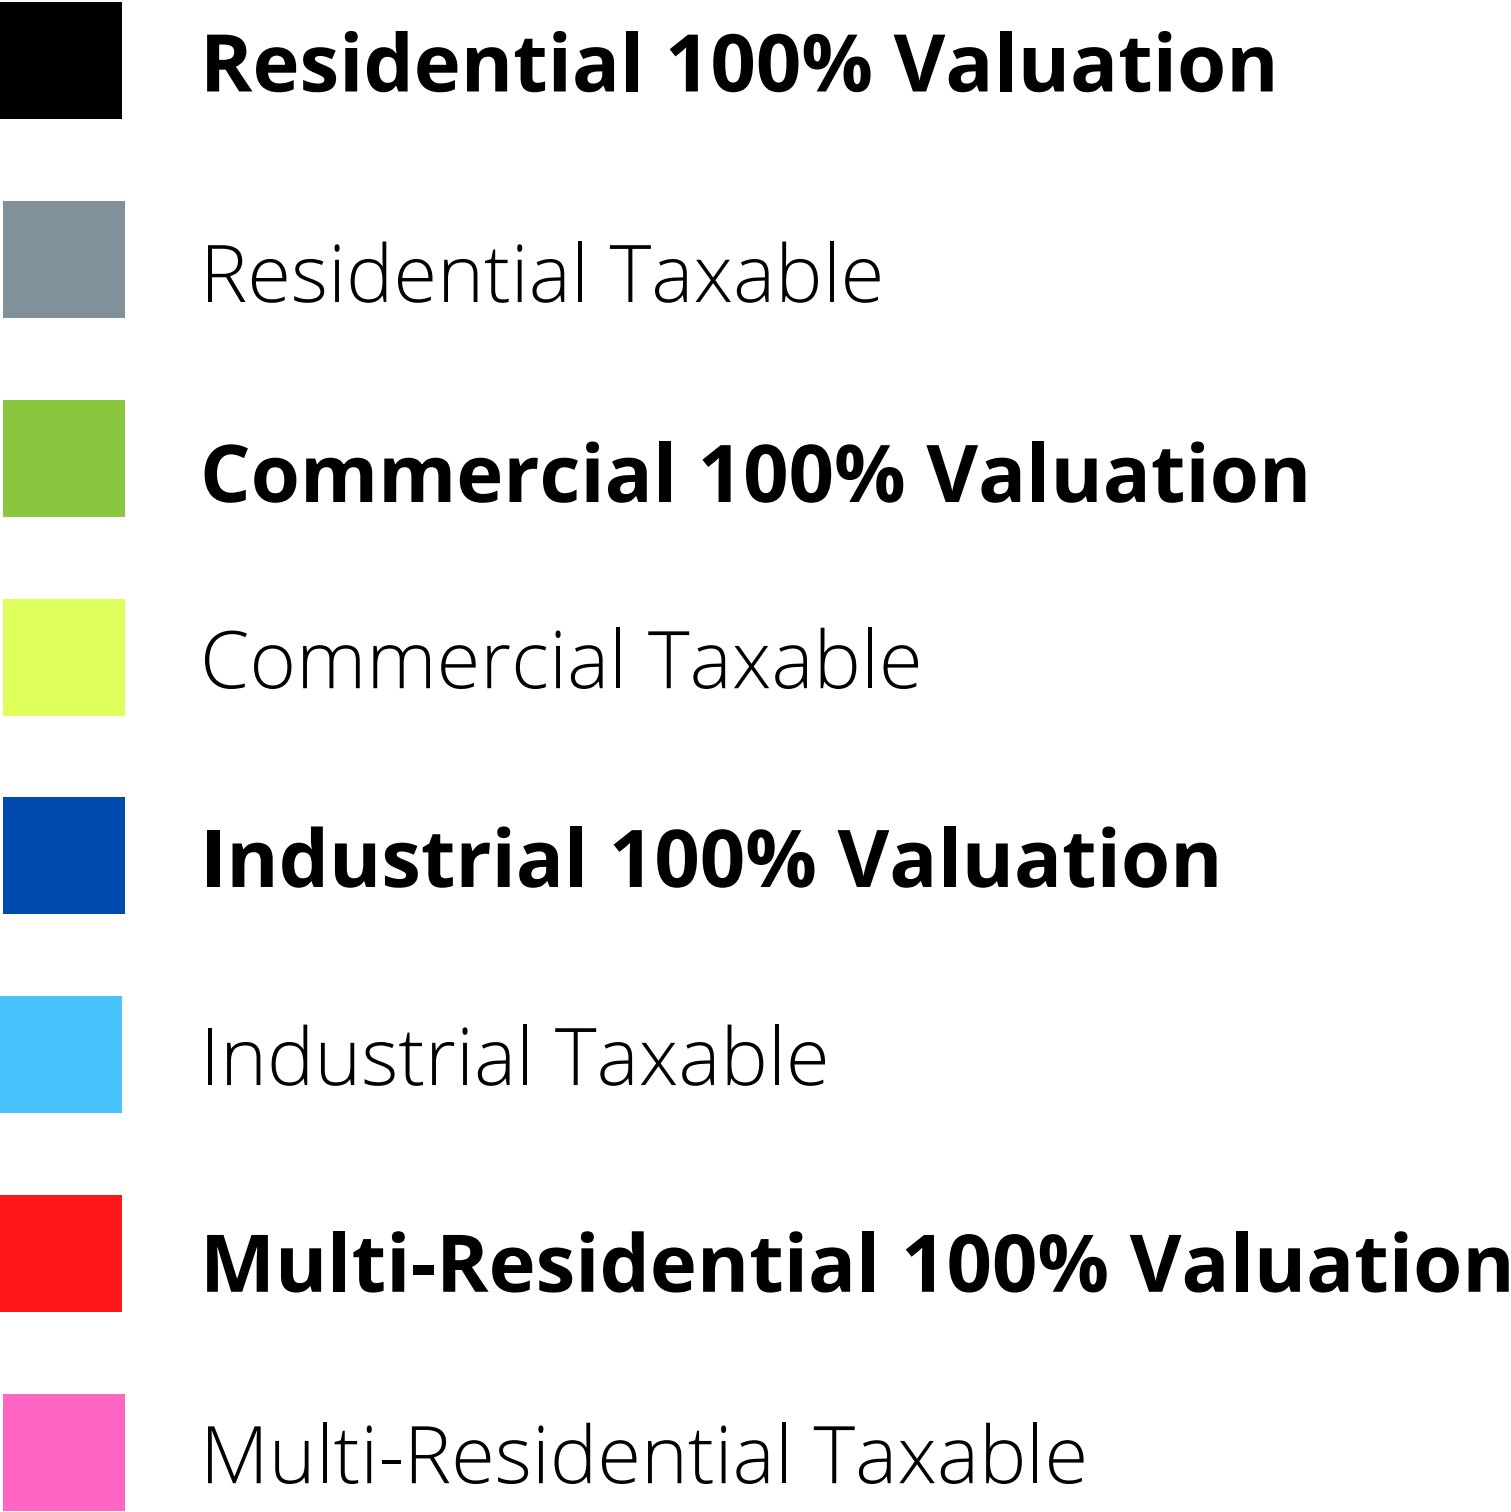 Residential 100% Valuation
Residential Taxable
Commercial 100% Valuation
Commercial Taxable
Industrial 100% Valuation
Industrial Taxable
Multi-Residential 100% Valuation
Multi-Residential Taxable